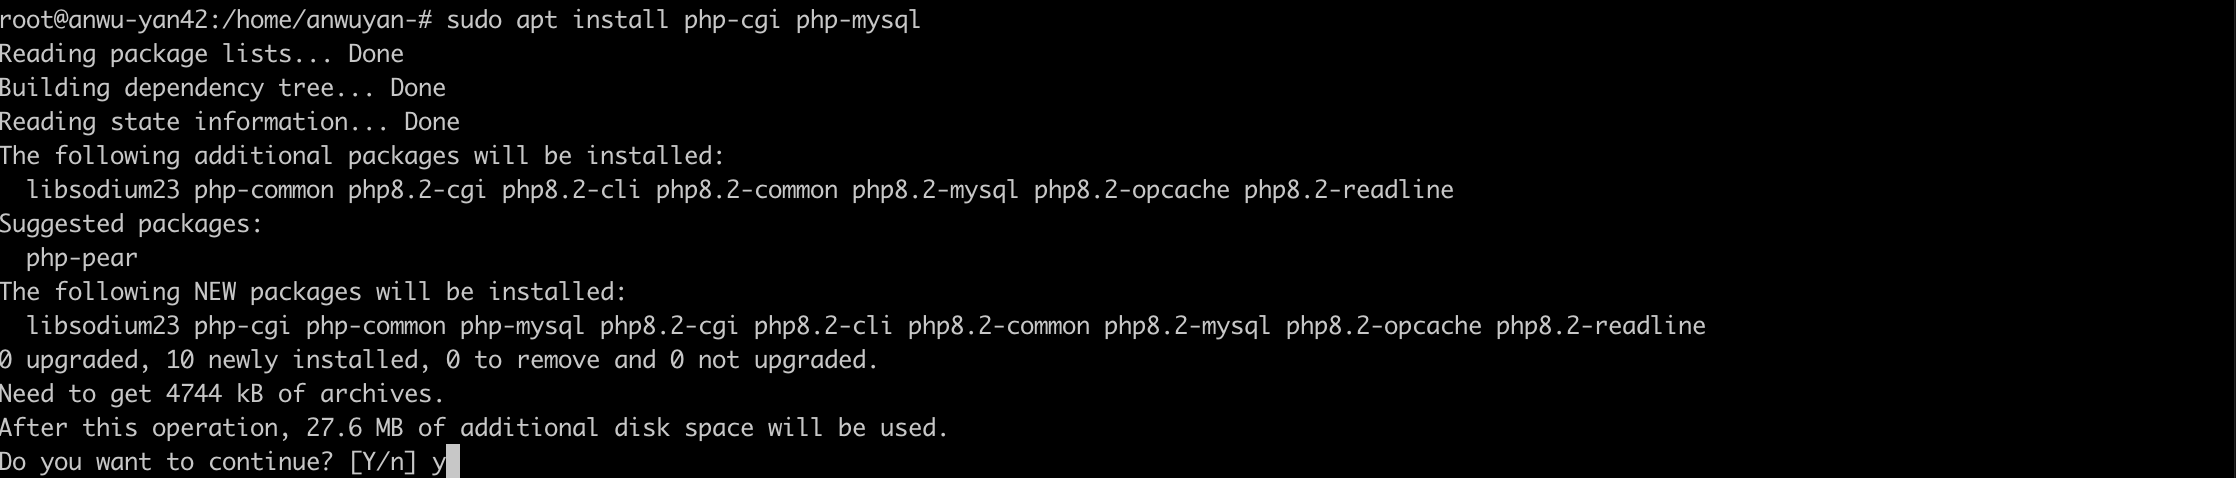 root@anwu-yan42:/home/anwuyan-# sudo apt install php-cgi php-mysql
Reading package lists... Done
Building dependency tree... Done
Reading state information... Done
The following additional packages will be installed:
  libsodium23 php-common php8.2-cgi php8.2-cli php8.2-common php8.2-mysql php8.2-opcache php8.2-readline
Suggested packages:
  php-pear
The following NEW packages will be installed:
  libsodium23 php-cgi php-common php-mysql php8.2-cgi php8.2-cli php8.2-common php8.2-mysql php8.2-opcache php8.2-readline
0 upgraded, 10 newly installed, 0 to remove and 0 not upgraded.
Need to get 4744 kB of archives.
After this operation, 27.6 MB of additional disk space will be used.
Do you want to continue? [Y/n] y